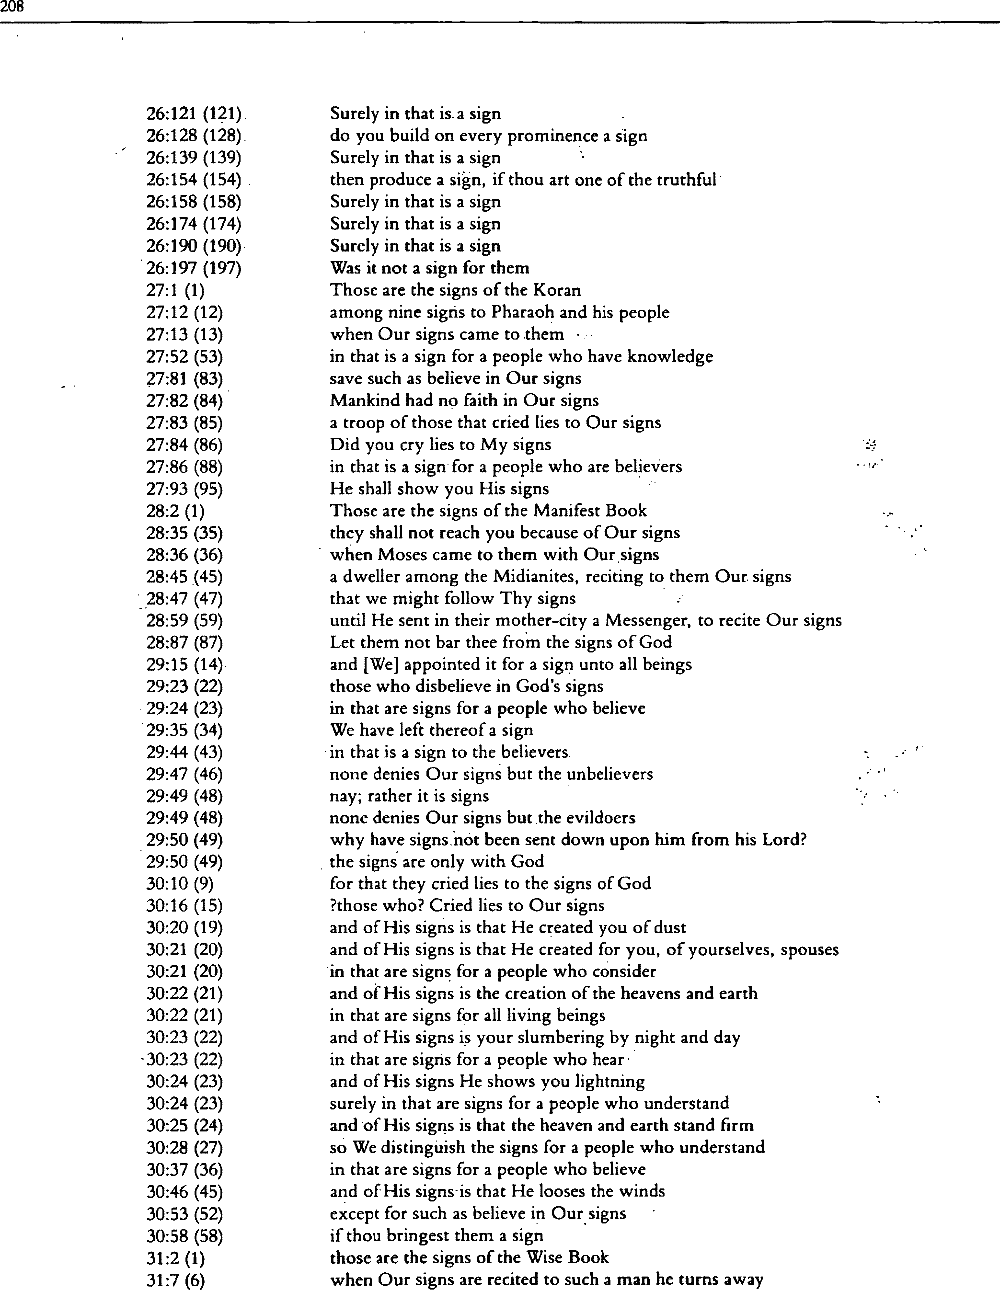 208
26:121 (121) Surely in that is a sign
26:128 (128) do you build on every prominence a sign
26:139 (139) Surely in that is a sign
26:154 (154) then produce a sign, if thou art one of the truthful
26:158 (158) Surely in that is a sign
26:174 (174) Surely in that is a sign
26:190 (190) Surely in that is a sign
26:197 (197) Was it not a sign for them
27:1 (1) Those are the signs of the Koran
27:12 (12) among nine signs to Pharaoh and his people
27:13 (13) when Our signs came to them
27:52 (53) in that is a sign for a people who have knowledge
27:81 (83) save such as believe in Our signs
27:82 (84) Mankind had no faith in Our signs
27:83 (85) a troop of those that cried lies to Our signs
27:84 (86) Did you cry lies to My signs
27:86 (88) in that is a sign for a people who are believers
27:93 (95) He shall show you His signs
28:2 (1) Those are the signs of the Manifest Book
28:35 (35) they shall not reach you because of Our signs
28:36 (36) when Moses came to them with Our signs
28:45 (45) a dweller among the Midianites, reciting to them Our signs
28:47 (47) that we might follow Thy signs
28:59 (59) until He sent in their mother-city a Messenger, to recite Our signs
28:87 (87) Let them not bar thee from the signs of God
29:15 (14) and [We] appointed it for a sign unto all beings
29:23 (22) those who disbelieve in God's signs
29:24 (23) in that are signs for a people who believe
29:35 (34) We have left thereof a sign
29:44 (43) in that is a sign to the believers
29:47 (46) none denies Our signs but the unbelievers
29:49 (48) nay; rather it is signs
29:49 (48) none denies Our signs but the evildoers
29:50 (49) why have signs not been sent down upon him from his Lord?
29:50 (49) the signs are only with God
30:10 (9) for that they cried lies to the signs of God
30:16 (15) ?those who? Cried lies to Our signs
30:20 (19) and of His signs is that He created you of dust
30:21 (20) and of His signs is that He created for you, of yourselves, spouses
30:21 (20) in that are signs for a people who consider
30:22 (21) and of His signs is the creation of the heavens and earth
30:22 (21) in that are signs for all living beings
30:23 (22) and of His signs is your slumbering by night and day
30:23 (22) in that are signs for a people who hear
30:24 (23) and of His signs He shows you lightning
30:24 (23) surely in that are signs for a people who understand
30:25 (24) and of His signs is that the heaven and earth stand firm
30:28 (27) so We distinguish the signs for a people who understand
30:37 (36) in that are signs for a people who believe
30:46 (45) and of His signs is that He looses the winds
30:53 (52) except for such as believe in Our signs
30:58 (58) if thou bringest them a sign
31:2 (1) those are the signs of the Wise Book
31:7 (6) when Our signs are recited to such a man he turns away